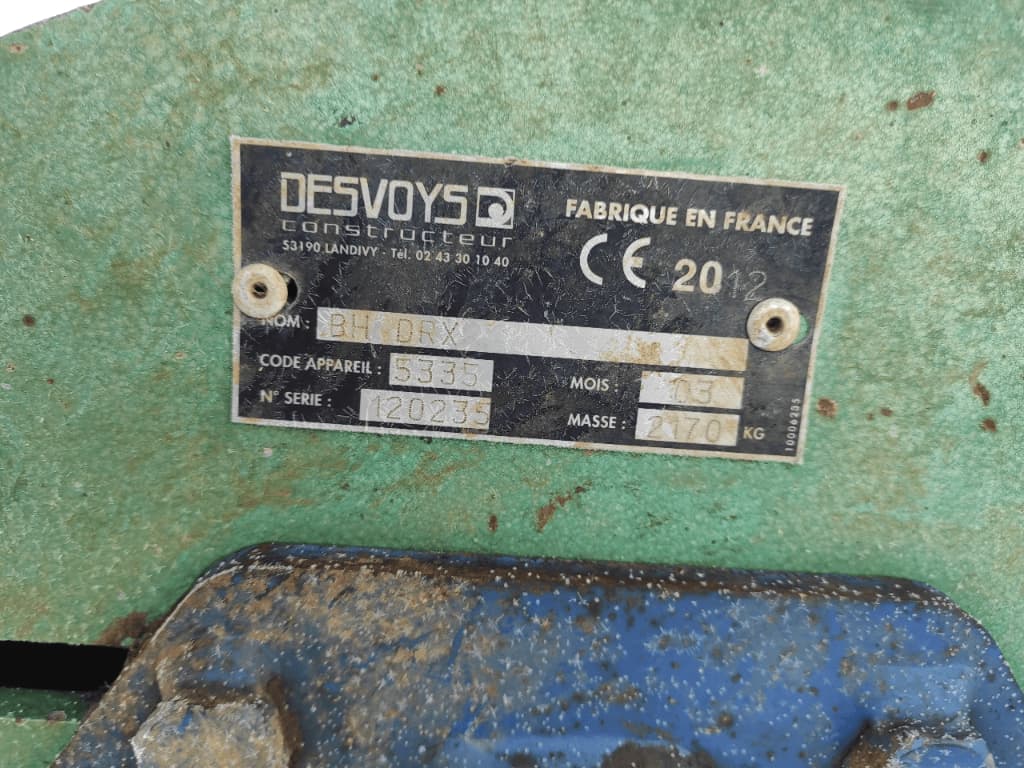 DESVOYS
constructeur
53190 LANDIVY - Tél. 02 43 30 10 40
FABRIQUE EN FRANCE
CE 2012
NOM : BH DRX
CODE APPAREIL : 5335
MOIS : 03
N° SERIE : 120235
MASSE : 2170 KG
10006235